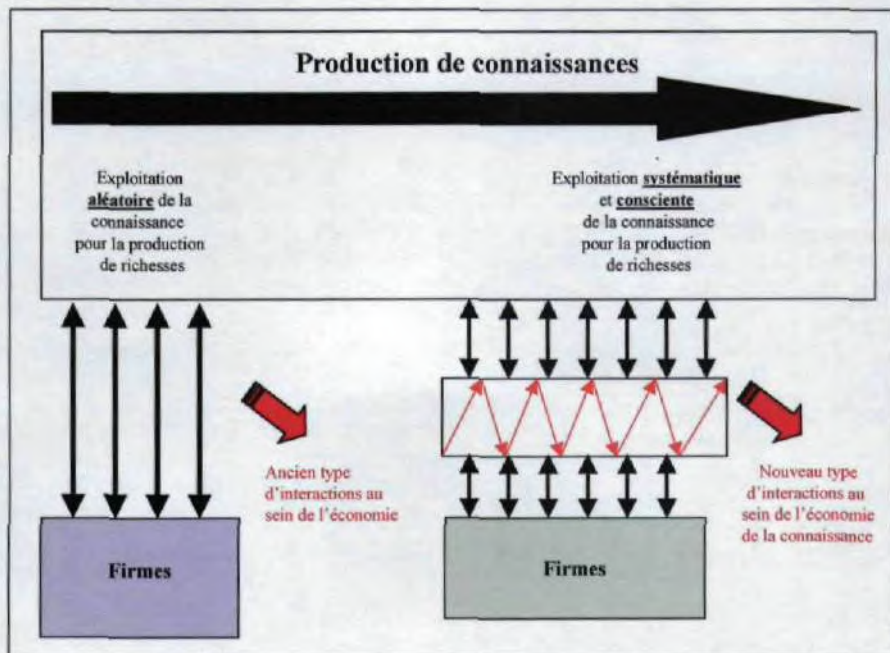 Production de connaissances
Exploitation
aléatoire de la
connaissance
pour la production
de richesses
Exploitation systématique
et consciente
de la connaissance
pour la production
de richesses
Ancien type
d'interactions au
sein de l'économie
Nouveau type
d'interactions au
sein de l'économie
de la connaissance
Firmes
Firmes